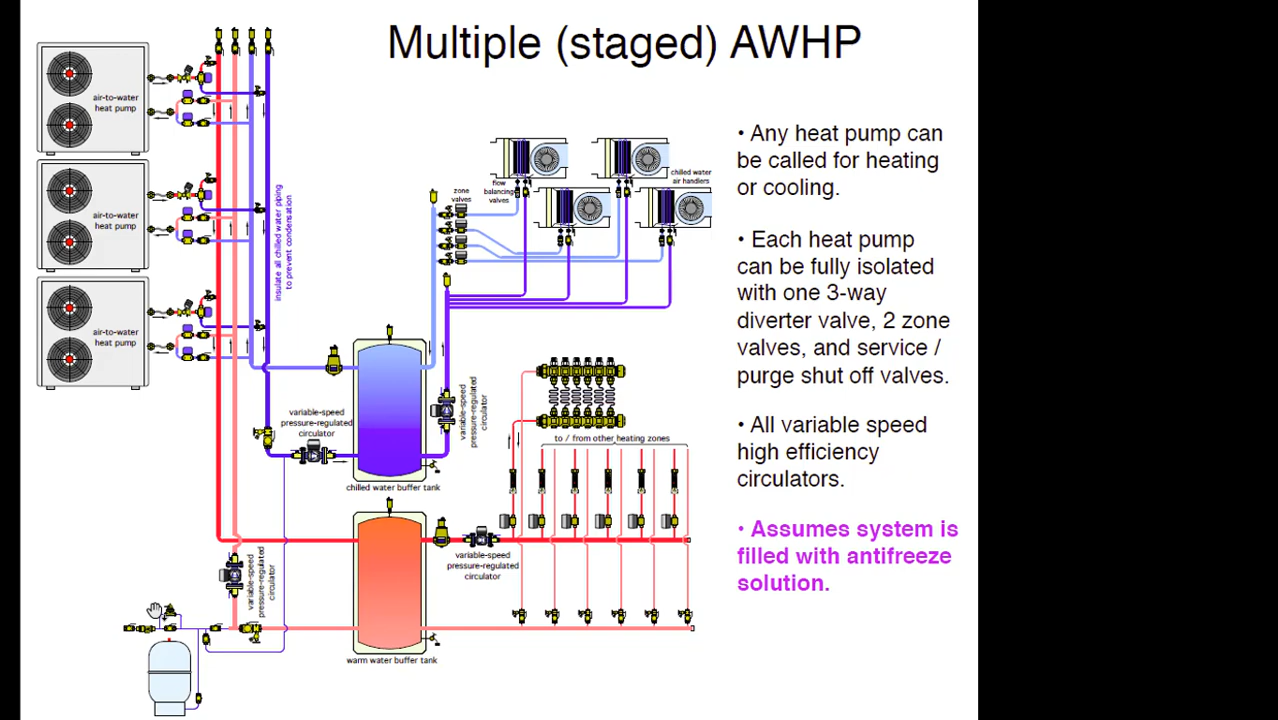 Multiple (staged) AWHP
air-to-water
heat pump
air-to-water
heat pump
air-to-water
heat pump
insulate all chilled water piping
to prevent condensation
zone
valves
flow
balancing
valves
chilled water
air handlers
variable-speed
pressure-regulated
circulator
variable-speed
pressure-regulated
circulator
chilled water buffer tank
to / from other heating zones
variable-speed
pressure-regulated
circulator
variable-speed
pressure-regulated
circulator
warm water buffer tank
• Any heat pump can
be called for heating
or cooling.
• Each heat pump
can be fully isolated
with one 3-way
diverter valve, 2 zone
valves, and service /
purge shut off valves.
• All variable speed
high efficiency
circulators.
• Assumes system is
filled with antifreeze
solution.